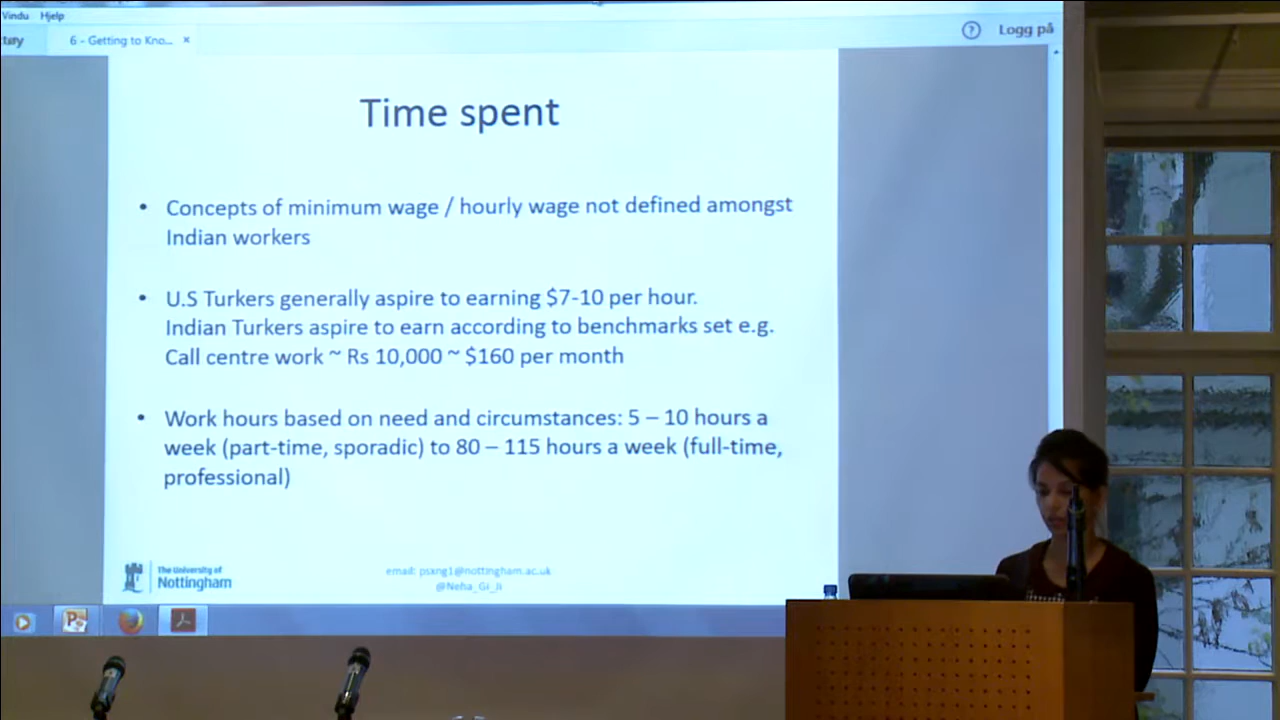 Vindu Hjelp
tøy
6 - Getting to Kno... ×
? Logg på
Time spent
• Concepts of minimum wage / hourly wage not defined amongst
Indian workers
• U.S Turkers generally aspire to earning $7-10 per hour.
Indian Turkers aspire to earn according to benchmarks set e.g.
Call centre work ~ Rs 10,000 ~ $160 per month
• Work hours based on need and circumstances: 5 – 10 hours a
week (part-time, sporadic) to 80 – 115 hours a week (full-time,
professional)
The University of
Nottingham
email: psxng1@nottingham.ac.uk
@Neha_Gi_Ji